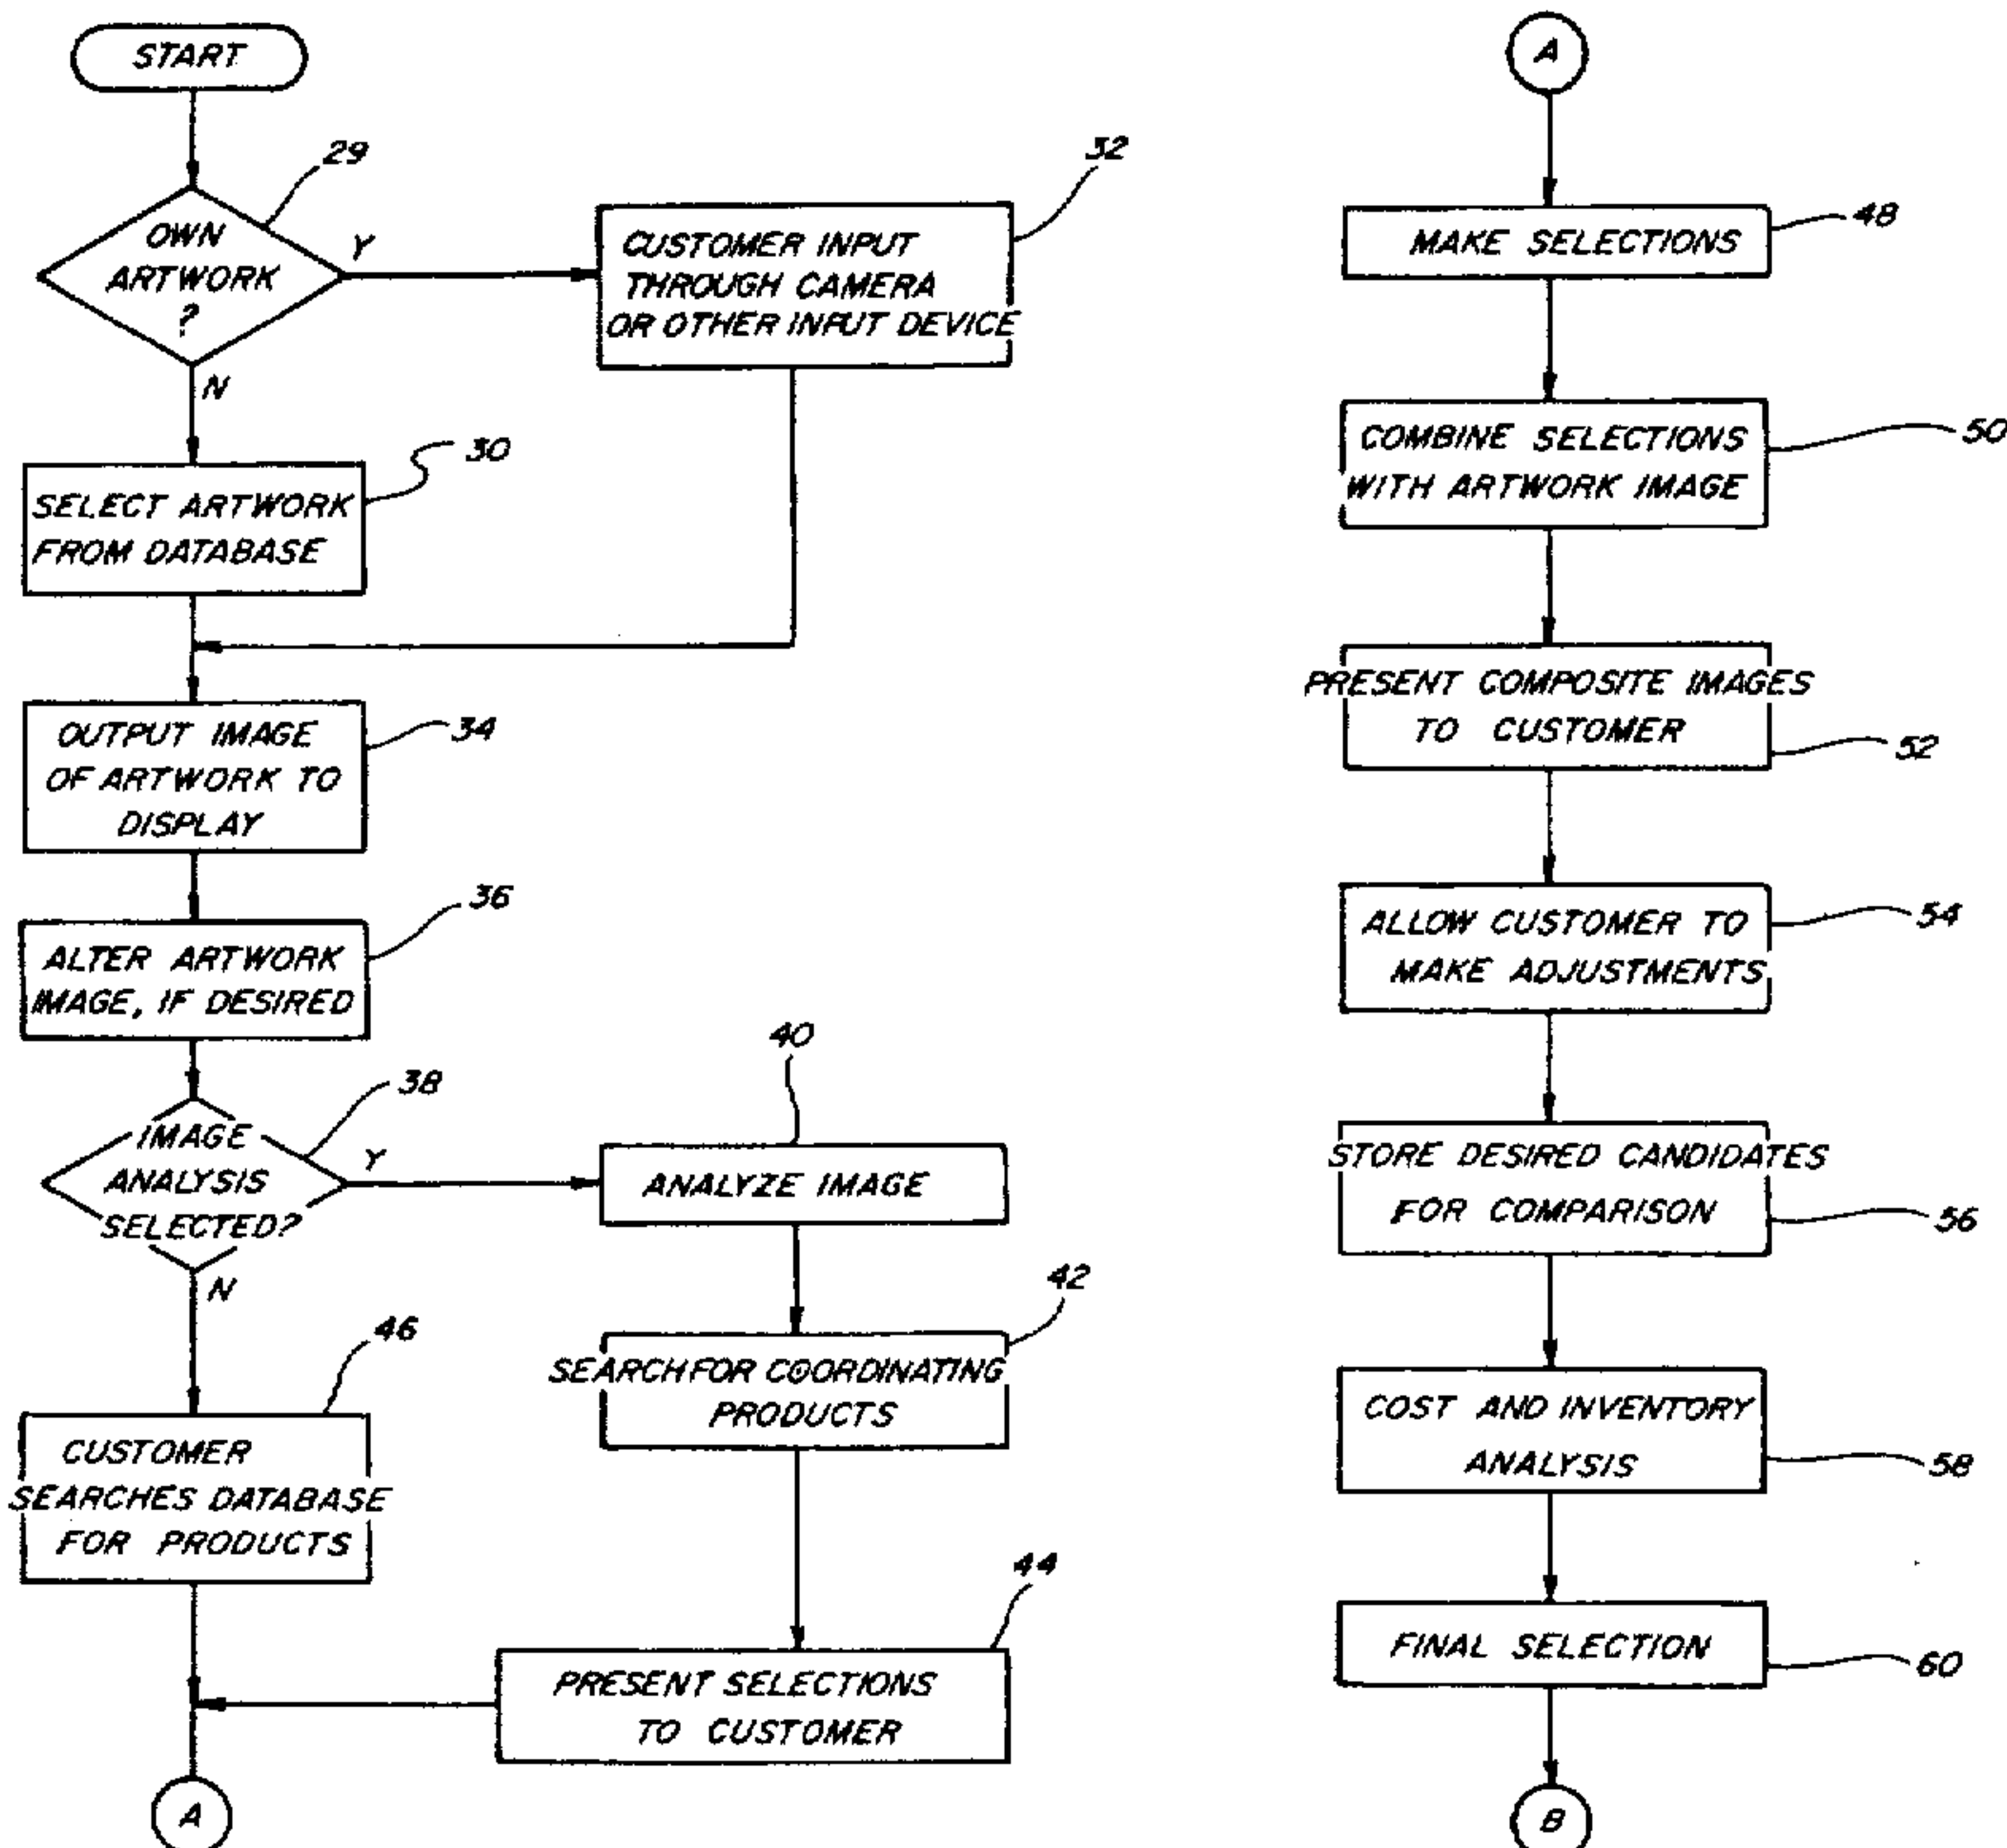 START
29
OWN
ARTWORK
?
Y
N
32
CUSTOMER INPUT
THROUGH CAMERA
OR OTHER INPUT DEVICE
30
SELECT ARTWORK
FROM DATABASE
34
OUTPUT IMAGE
OF ARTWORK TO
DISPLAY
36
ALTER ARTWORK
IMAGE, IF DESIRED
38
IMAGE
ANALYSIS
SELECTED?
Y
N
40
ANALYZE IMAGE
42
SEARCH FOR COORDINATING
PRODUCTS
46
CUSTOMER
SEARCHES DATABASE
FOR PRODUCTS
44
PRESENT SELECTIONS
TO CUSTOMER
A
A
MAKE SELECTIONS
48
COMBINE SELECTIONS
WITH ARTWORK IMAGE
50
PRESENT COMPOSITE IMAGES
TO CUSTOMER
52
ALLOW CUSTOMER TO
MAKE ADJUSTMENTS
54
STORE DESIRED CANDIDATES
FOR COMPARISON
56
COST AND INVENTORY
ANALYSIS
58
FINAL SELECTION
60
B